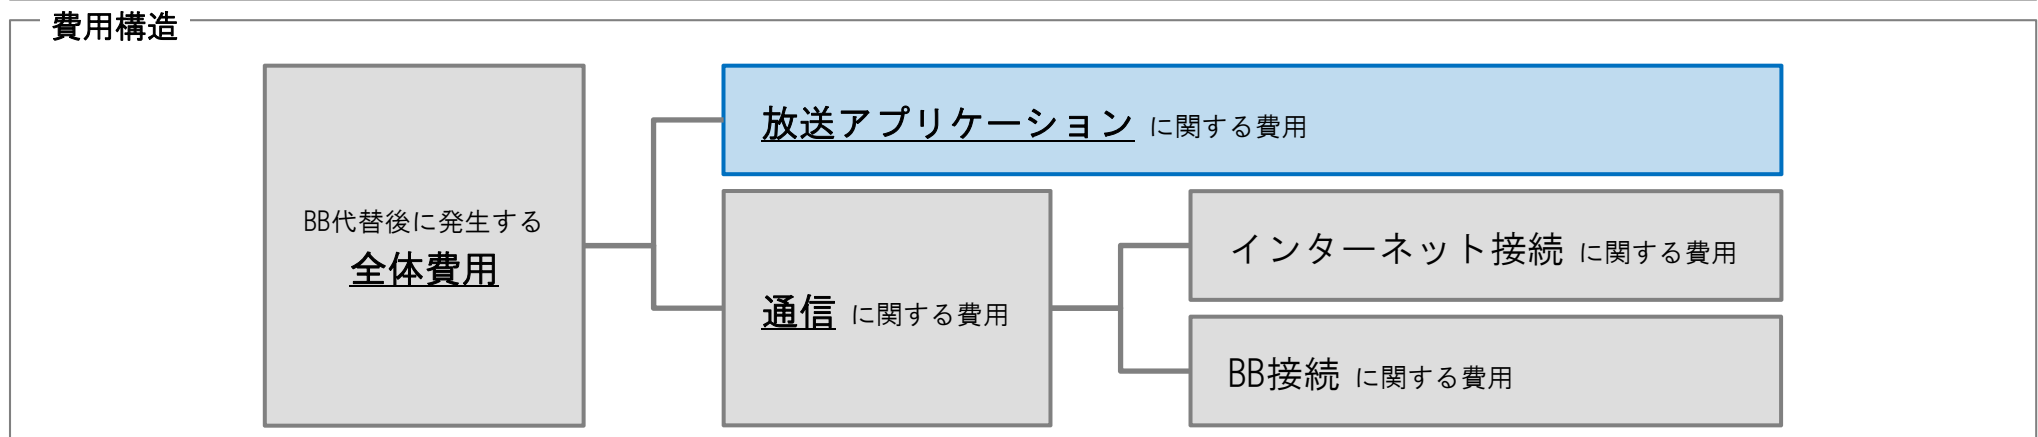 費用構造
BB代替後に発生する
全体費用
放送アプリケーション に関する費用
通信 に関する費用
インターネット接続 に関する費用
BB接続 に関する費用